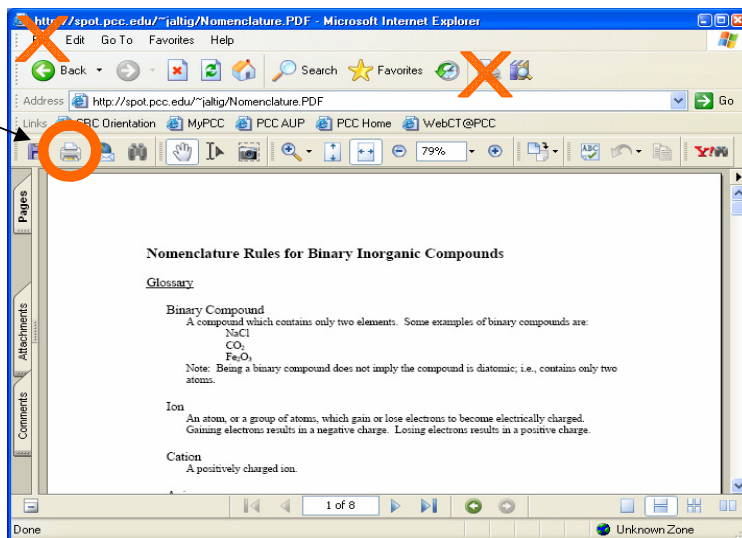 http://spot.pcc.edu/~jaltig/Nomenclature.PDF - Microsoft Internet Explorer
Edit Go To Favorites Help
Back Search Favorites
Address http://spot.pcc.edu/~jaltig/Nomenclature.PDF Go
Links Orientation MyPCC PCC AUP PCC Home WebCT@PCC
79% ABC Y!
Pages
Attachments
Comments
Nomenclature Rules for Binary Inorganic Compounds
Glossary
Binary Compound
A compound which contains only two elements. Some examples of binary compounds are:
NaCl
CO₂
Fe₂O₃
Note: Being a binary compound does not imply the compound is diatomic; i.e., contains only two
atoms.
Ion
An atom, or a group of atoms, which gain or lose electrons to become electrically charged.
Gaining electrons results in a negative charge. Losing electrons results in a positive charge.
Cation
A positively charged ion.
1 of 8
Done Unknown Zone